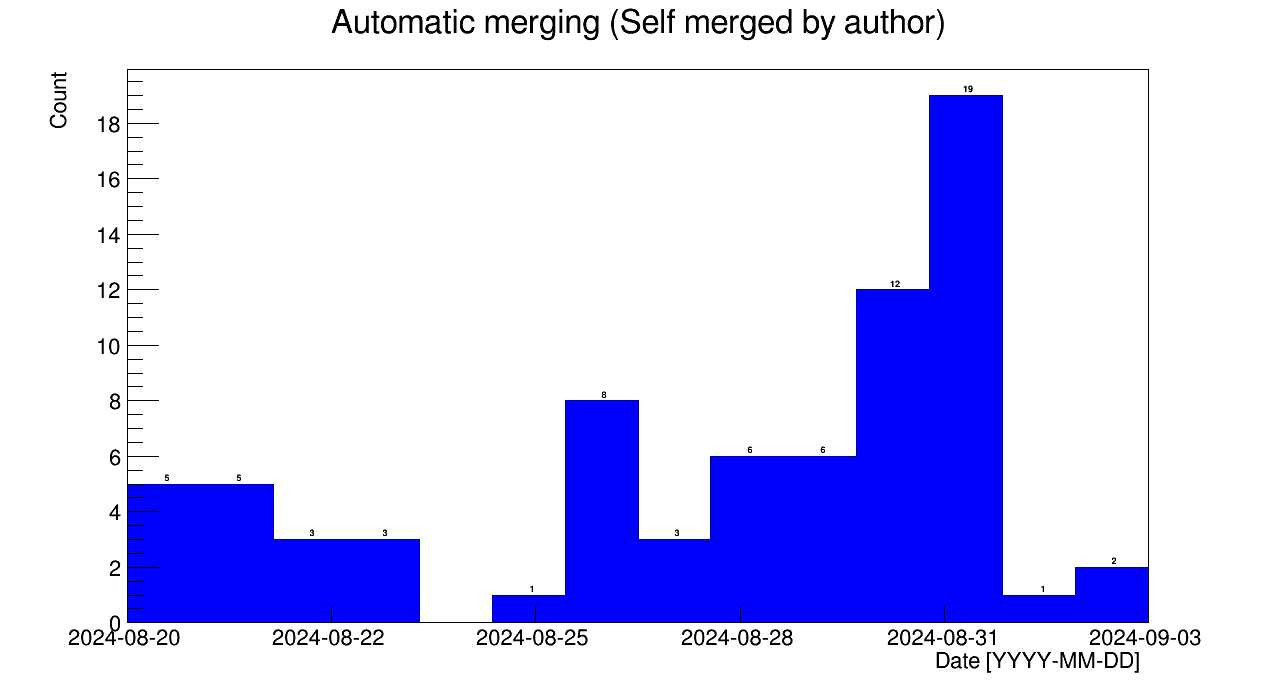 Automatic merging (Self merged by author)
Count
18
16
14
12
10
8
6
4
2
0
5 5 3 3 1 8 3 6 6 12 19 1 2
2024-08-20 2024-08-22 2024-08-25 2024-08-28 2024-08-31 2024-09-03
Date [YYYY-MM-DD]